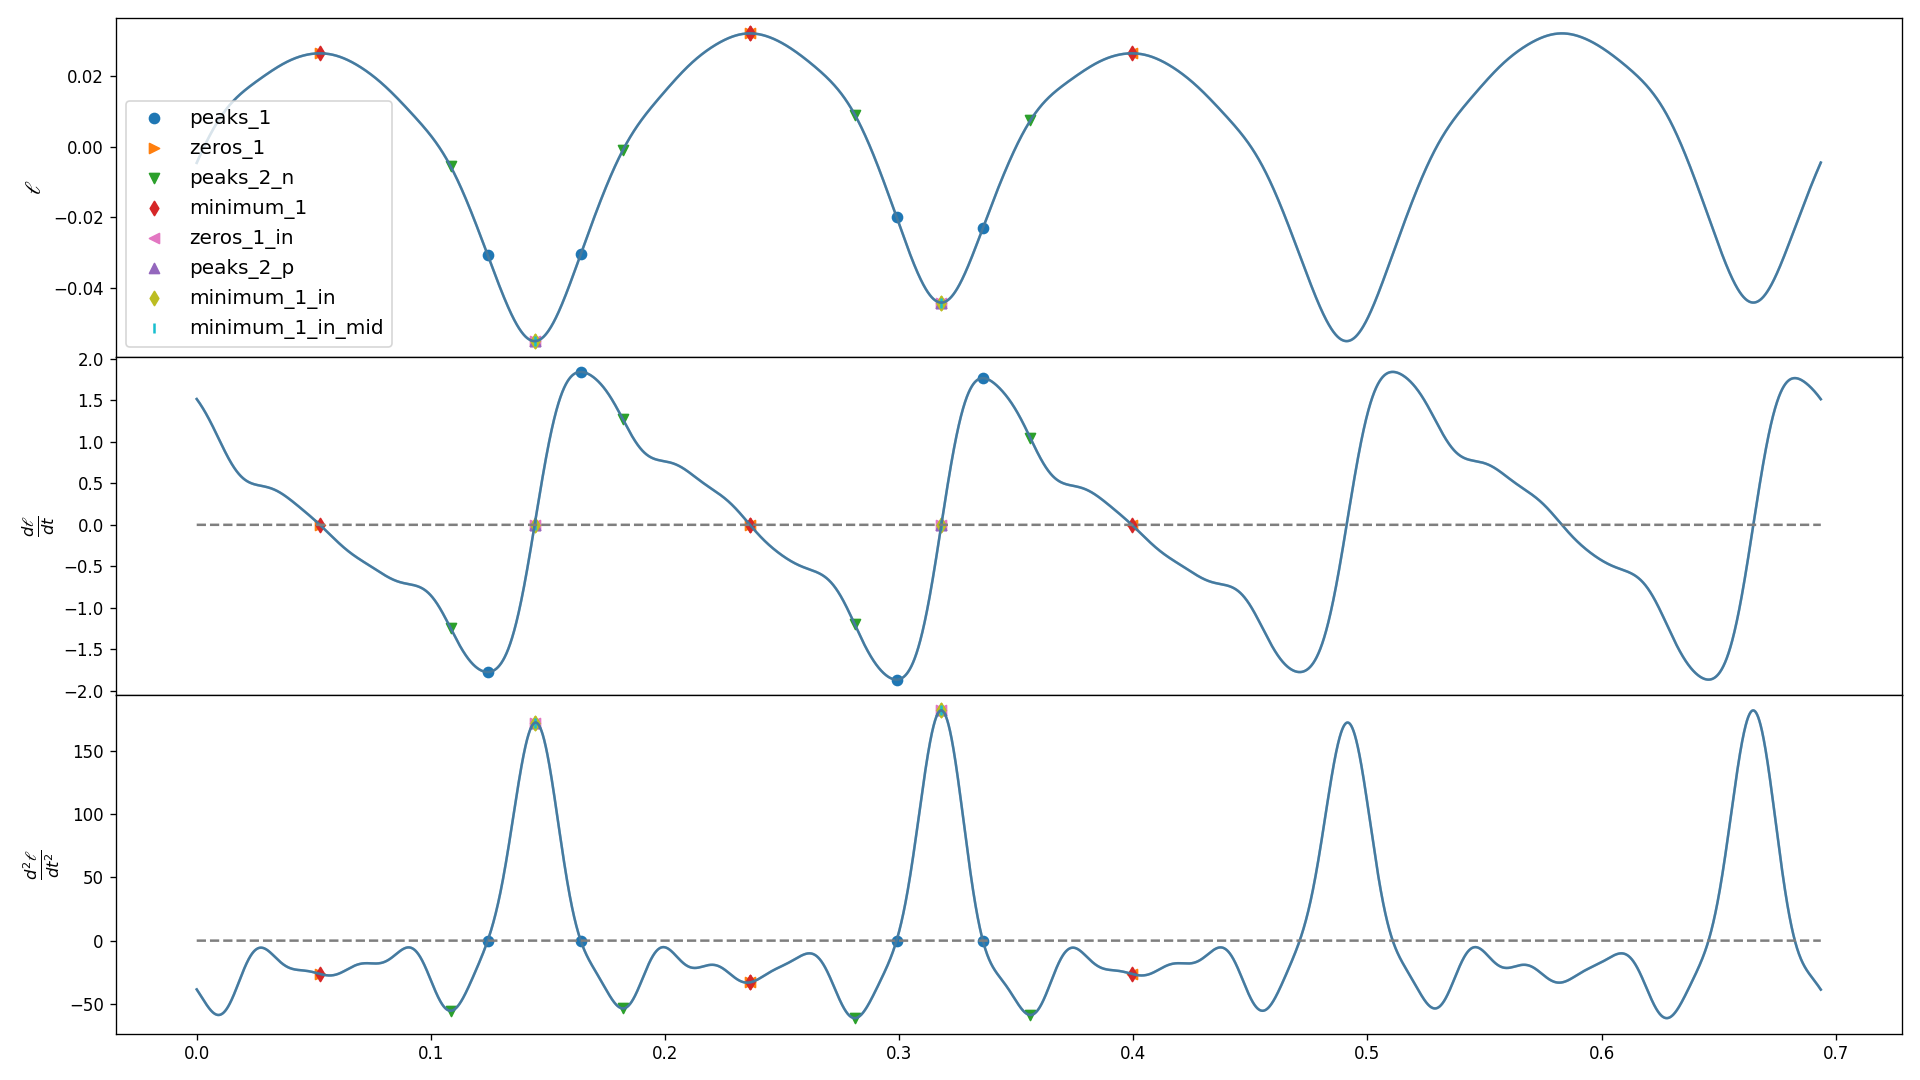 0.02
0.00
−0.02
−0.04
ℓ
peaks_1
zeros_1
peaks_2_n
minimum_1
zeros_1_in
peaks_2_p
minimum_1_in
minimum_1_in_mid
2.0
1.5
1.0
0.5
0.0
−0.5
−1.0
−1.5
−2.0
dℓ
dt
150
100
50
0
−50
d²ℓ
dt²
0.0 0.1 0.2 0.3 0.4 0.5 0.6 0.7